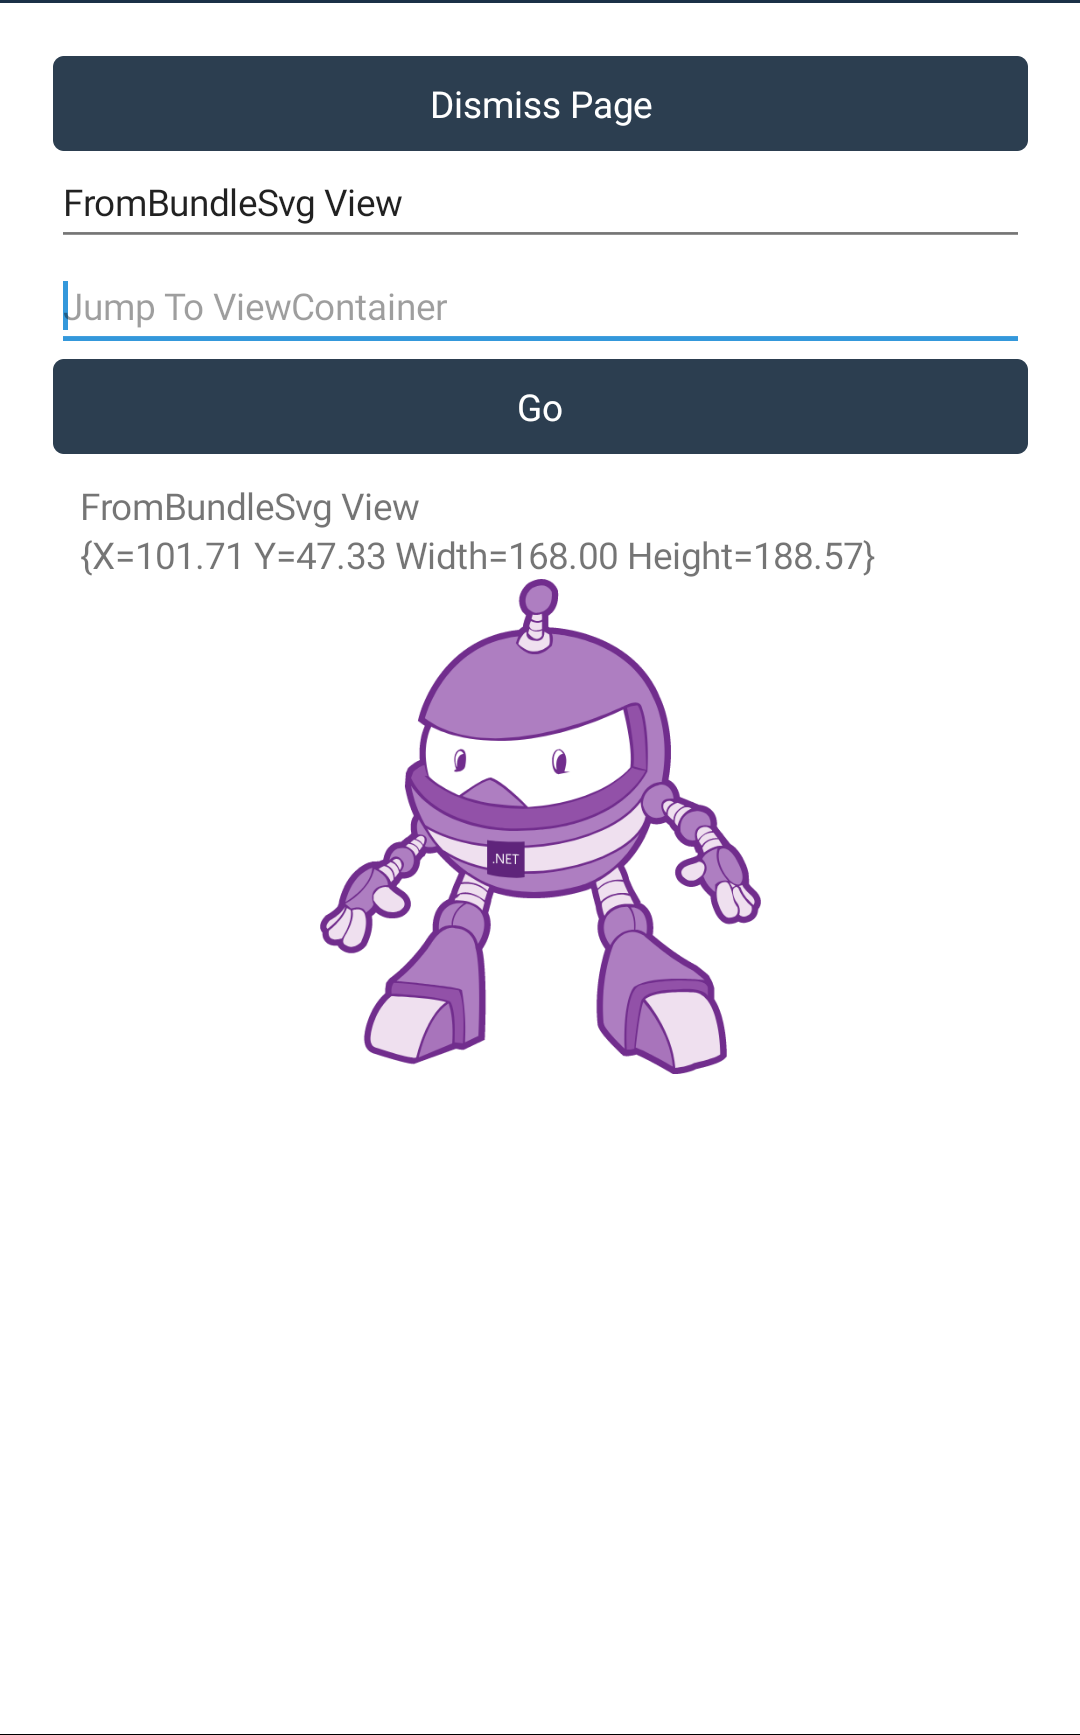 Dismiss Page
FromBundleSvg View
Jump To ViewContainer
Go
FromBundleSvg View
{X=101.71 Y=47.33 Width=168.00 Height=188.57}
.NET